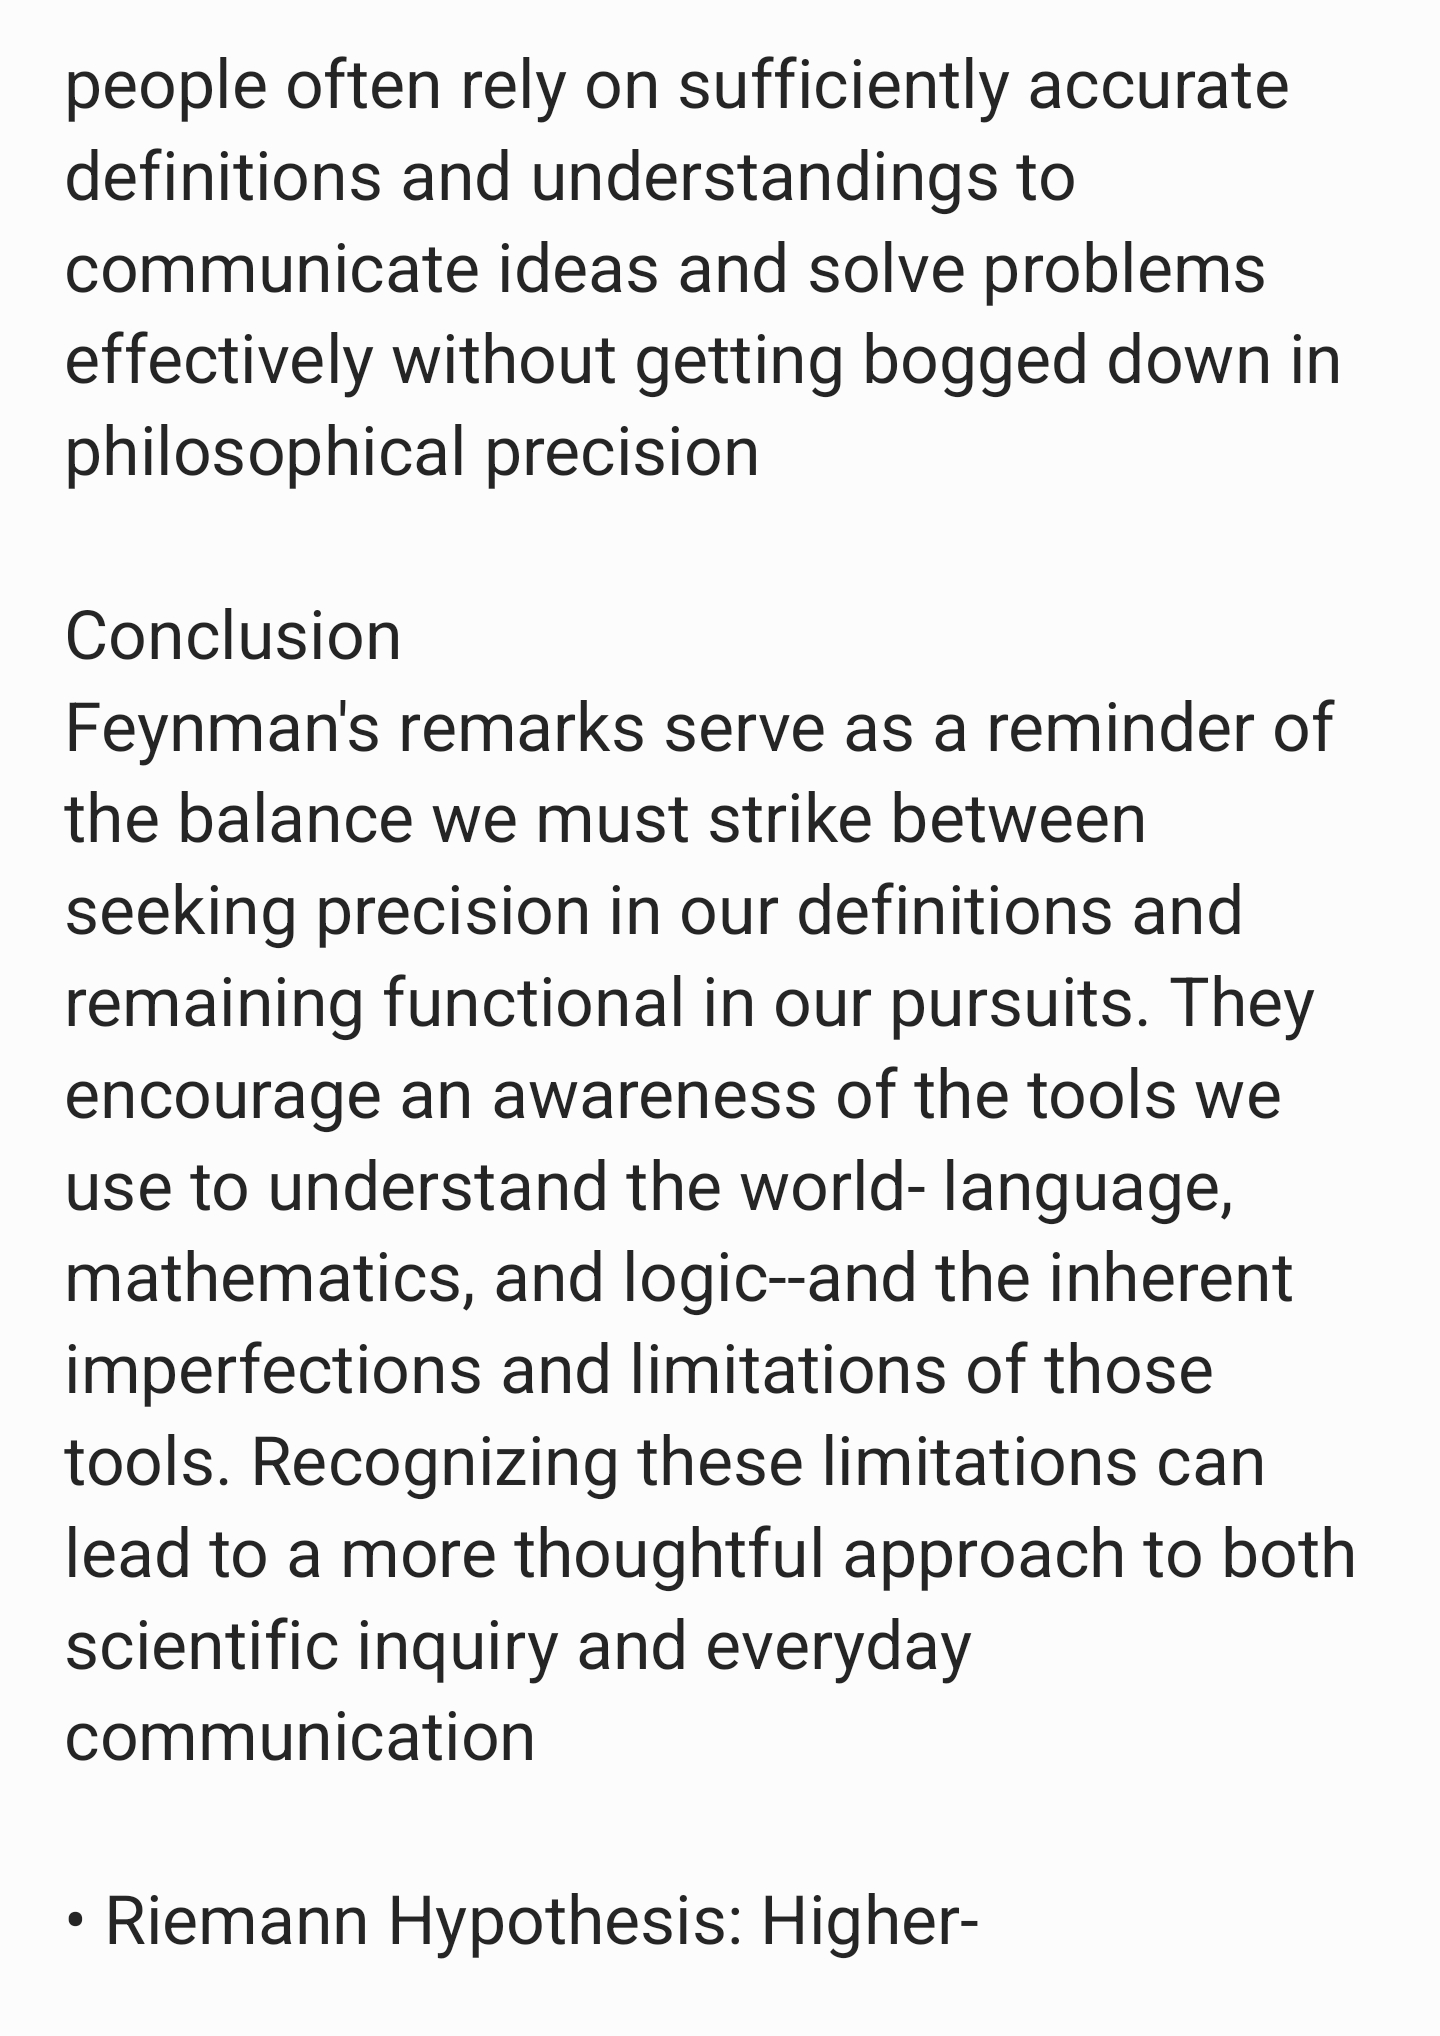 people often rely on sufficiently accurate
definitions and understandings to
communicate ideas and solve problems
effectively without getting bogged down in
philosophical precision
Conclusion
Feynman's remarks serve as a reminder of
the balance we must strike between
seeking precision in our definitions and
remaining functional in our pursuits. They
encourage an awareness of the tools we
use to understand the world- language,
mathematics, and logic--and the inherent
imperfections and limitations of those
tools. Recognizing these limitations can
lead to a more thoughtful approach to both
scientific inquiry and everyday
communication
• Riemann Hypothesis: Higher-